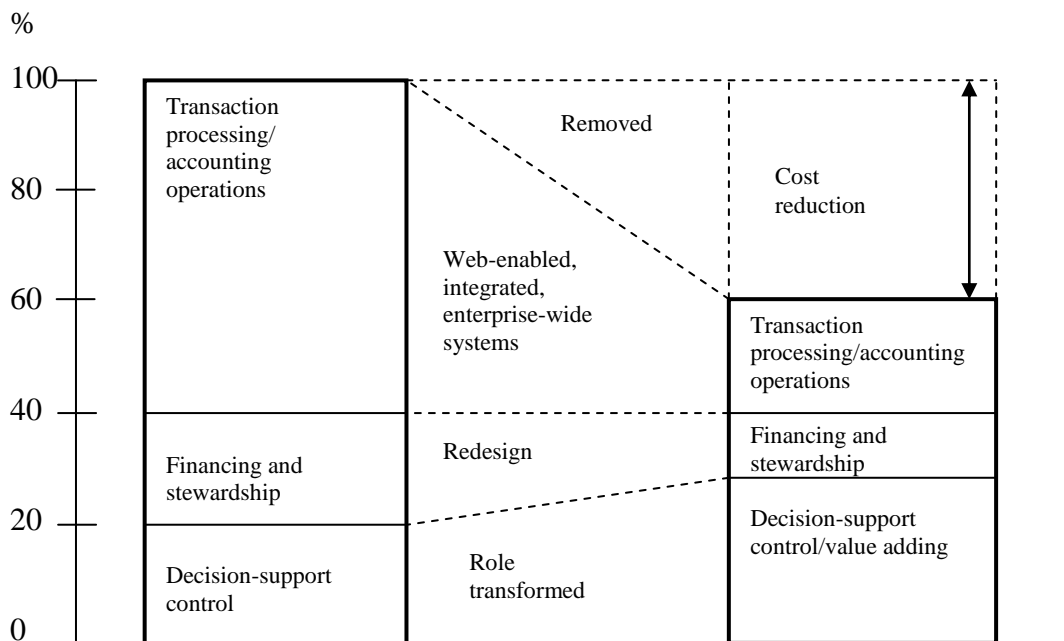 %
100
80
60
40
20
0
Transaction
processing/
accounting
operations
Financing and
stewardship
Decision-support
control
Removed
Web-enabled,
integrated,
enterprise-wide
systems
Redesign
Role
transformed
Cost
reduction
Transaction
processing/accounting
operations
Financing and
stewardship
Decision-support
control/value adding